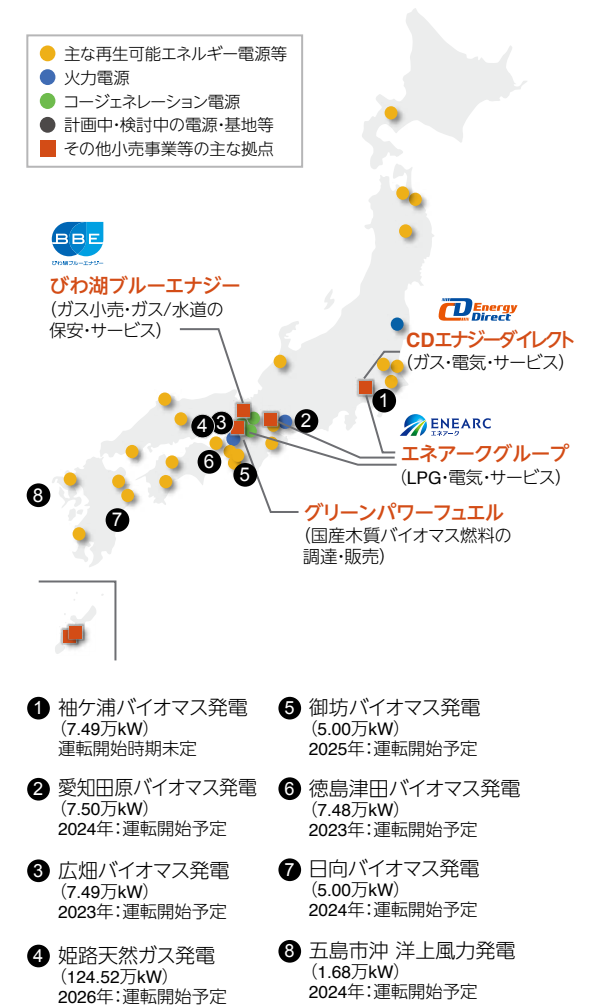 主な再生可能エネルギー電源等
火力電源
コージェネレーション電源
計画中・検討中の電源・基地等
その他小売事業等の主な拠点
BBE
びわ湖ブルーエナジー
びわ湖ブルーエナジー
(ガス小売・ガス/水道の
保安・サービス)
CD Energy
Direct
CDエナジーダイレクト
(ガス・電気・サービス)
1
ENEARC
エネアーク
エネアークグループ
(LPG・電気・サービス)
4 3 2
6 5
8
7
グリーンパワーフュエル
(国産木質バイオマス燃料の
調達・販売)
1 袖ケ浦バイオマス発電
(7.49万kW)
運転開始時期未定
2 愛知田原バイオマス発電
(7.50万kW)
2024年：運転開始予定
3 広畑バイオマス発電
(7.49万kW)
2023年：運転開始予定
4 姫路天然ガス発電
(124.52万kW)
2026年：運転開始予定
5 御坊バイオマス発電
(5.00万kW)
2025年：運転開始予定
6 徳島津田バイオマス発電
(7.48万kW)
2023年：運転開始予定
7 日向バイオマス発電
(5.00万kW)
2024年：運転開始予定
8 五島市沖 洋上風力発電
(1.68万kW)
2024年：運転開始予定